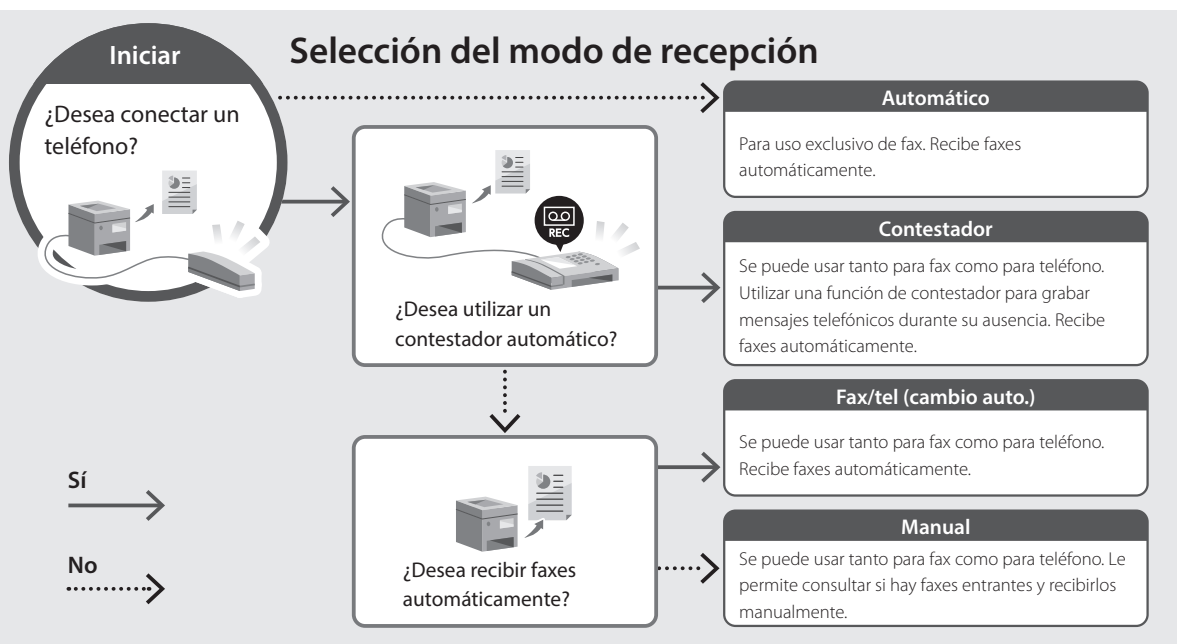 Selección del modo de recepción
Iniciar
¿Desea conectar un
teléfono?
REC
¿Desea utilizar un
contestador automático?
¿Desea recibir faxes
automáticamente?
Automático
Para uso exclusivo de fax. Recibe faxes
automáticamente.
Contestador
Se puede usar tanto para fax como para teléfono.
Utilizar una función de contestador para grabar
mensajes telefónicos durante su ausencia. Recibe
faxes automáticamente.
Fax/tel (cambio auto.)
Se puede usar tanto para fax como para teléfono.
Recibe faxes automáticamente.
Manual
Se puede usar tanto para fax como para teléfono. Le
permite consultar si hay faxes entrantes y recibirlos
manualmente.
Sí
No